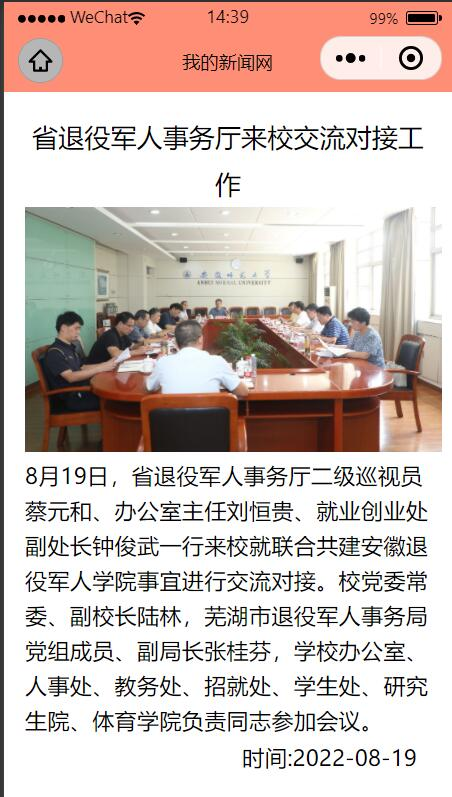 WeChat 14:39 99%
我的新闻网
省退役军人事务厅来校交流对接工
作
安徽师范大学
ANHUI NORMAL UNIVERSITY
8月19日，省退役军人事务厅二级巡视员
蔡元和、办公室主任刘恒贵、就业创业处
副处长钟俊武一行来校就联合共建安徽退
役军人学院事宜进行交流对接。校党委常
委、副校长陆林，芜湖市退役军人事务局
党组成员、副局长张桂芬，学校办公室、
人事处、教务处、招就处、学生处、研究
生院、体育学院负责同志参加会议。
时间:2022-08-19